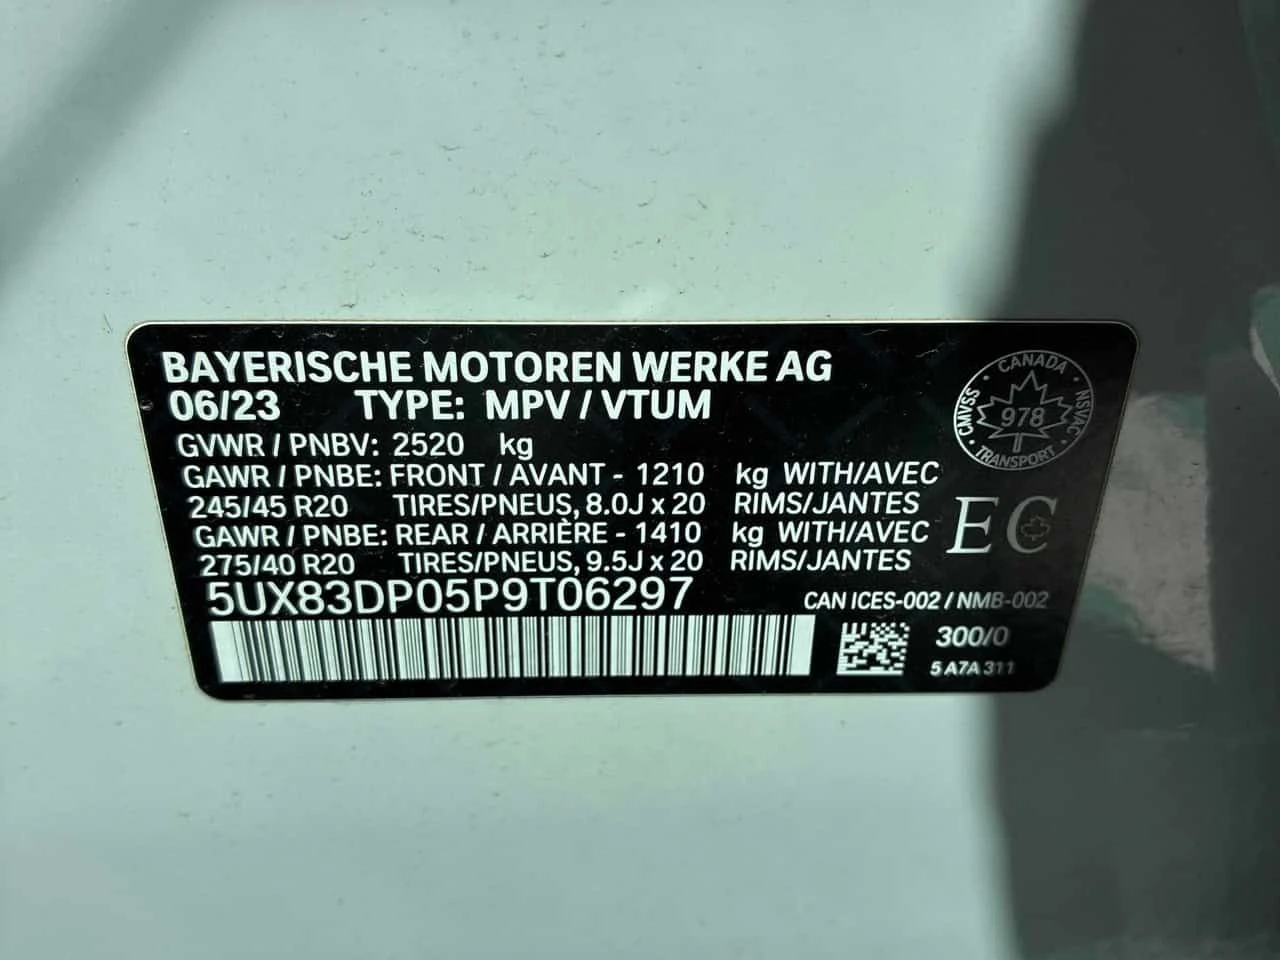 BAYERISCHE MOTOREN WERKE AG
06/23 TYPE: MPV / VTUM
GVWR / PNBV: 2520 kg
GAWR / PNBE: FRONT / AVANT - 1210 kg WITH/AVEC
245/45 R20 TIRES/PNEUS, 8.0J x 20 RIMS/JANTES
GAWR / PNBE: REAR / ARRIÈRE - 1410 kg WITH/AVEC
275/40 R20 TIRES/PNEUS, 9.5J x 20 RIMS/JANTES
5UX83DP05P9T06297
CANADA
CMVSS
978
NSVAC
TRANSPORT
EC
CAN ICES-002 / NMB-002
300/0
5 A7A 311